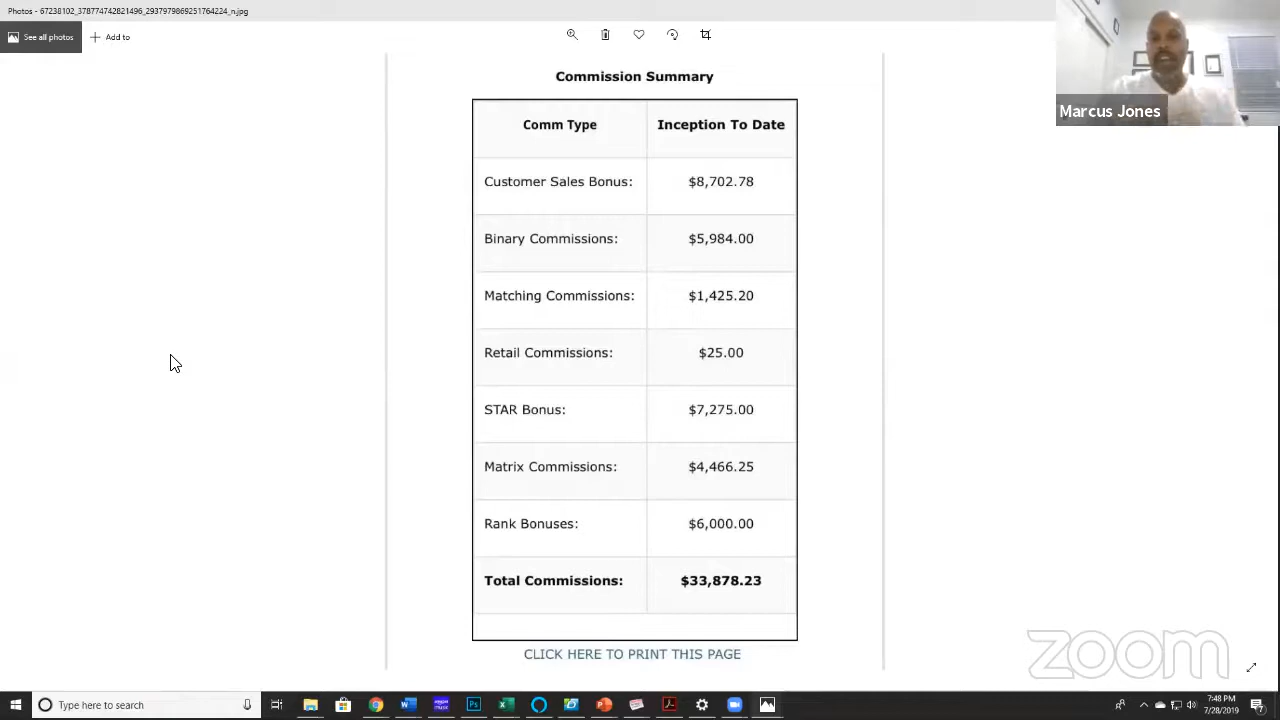 Photos - 67238102_378774742821496_2937979869251764224_n.jpg
See all photos
Add to
Marcus Jones
Commission Summary
Comm Type Inception To Date
Customer Sales Bonus: $8,702.78
Binary Commissions: $5,984.00
Matching Commissions: $1,425.20
Retail Commissions: $25.00
STAR Bonus: $7,275.00
Matrix Commissions: $4,466.25
Rank Bonuses: $6,000.00
Total Commissions: $33,878.23
CLICK HERE TO PRINT THIS PAGE
zoom
Type here to search
7:48 PM
7/28/2019